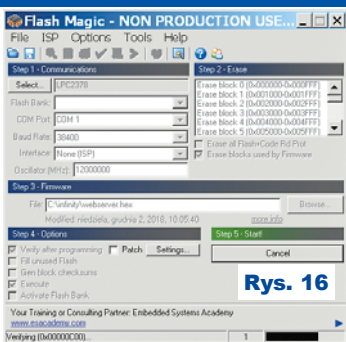 Flash Magic - NON PRODUCTION USE...
File ISP Options Tools Help
Step 1 - Communications
Step 2 - Erase
Select... LPC2378
Flash Bank:
COM Port: COM 1
Baud Rate: 38400
Interface: None (ISP)
Oscillator (MHz): 12000000
Erase block 0 (0x000000-0x000FFF)
Erase block 1 (0x001000-0x001FFF)
Erase block 2 (0x002000-0x002FFF)
Erase block 3 (0x003000-0x003FFF)
Erase block 4 (0x004000-0x004FFF)
Erase block 5 (0x005000-0x005FFF)
Erase all Flash+Code Rd Prot
Erase blocks used by Firmware
Step 3 - Firmware
File: C:\infinity\webserver.hex Browse...
Modified: niedziela, grudnia 2, 2018, 10:05:40 more info
Step 4 - Options
Step 5 - Start!
Verify after programming Patch Settings...
Fill unused Flash
Gen block checksums
Execute
Activate Flash Bank
Cancel
Rys. 16
Your Training or Consulting Partner: Embedded Systems Academy
www.esacademy.com
Verifying (0x00000C00)... 1